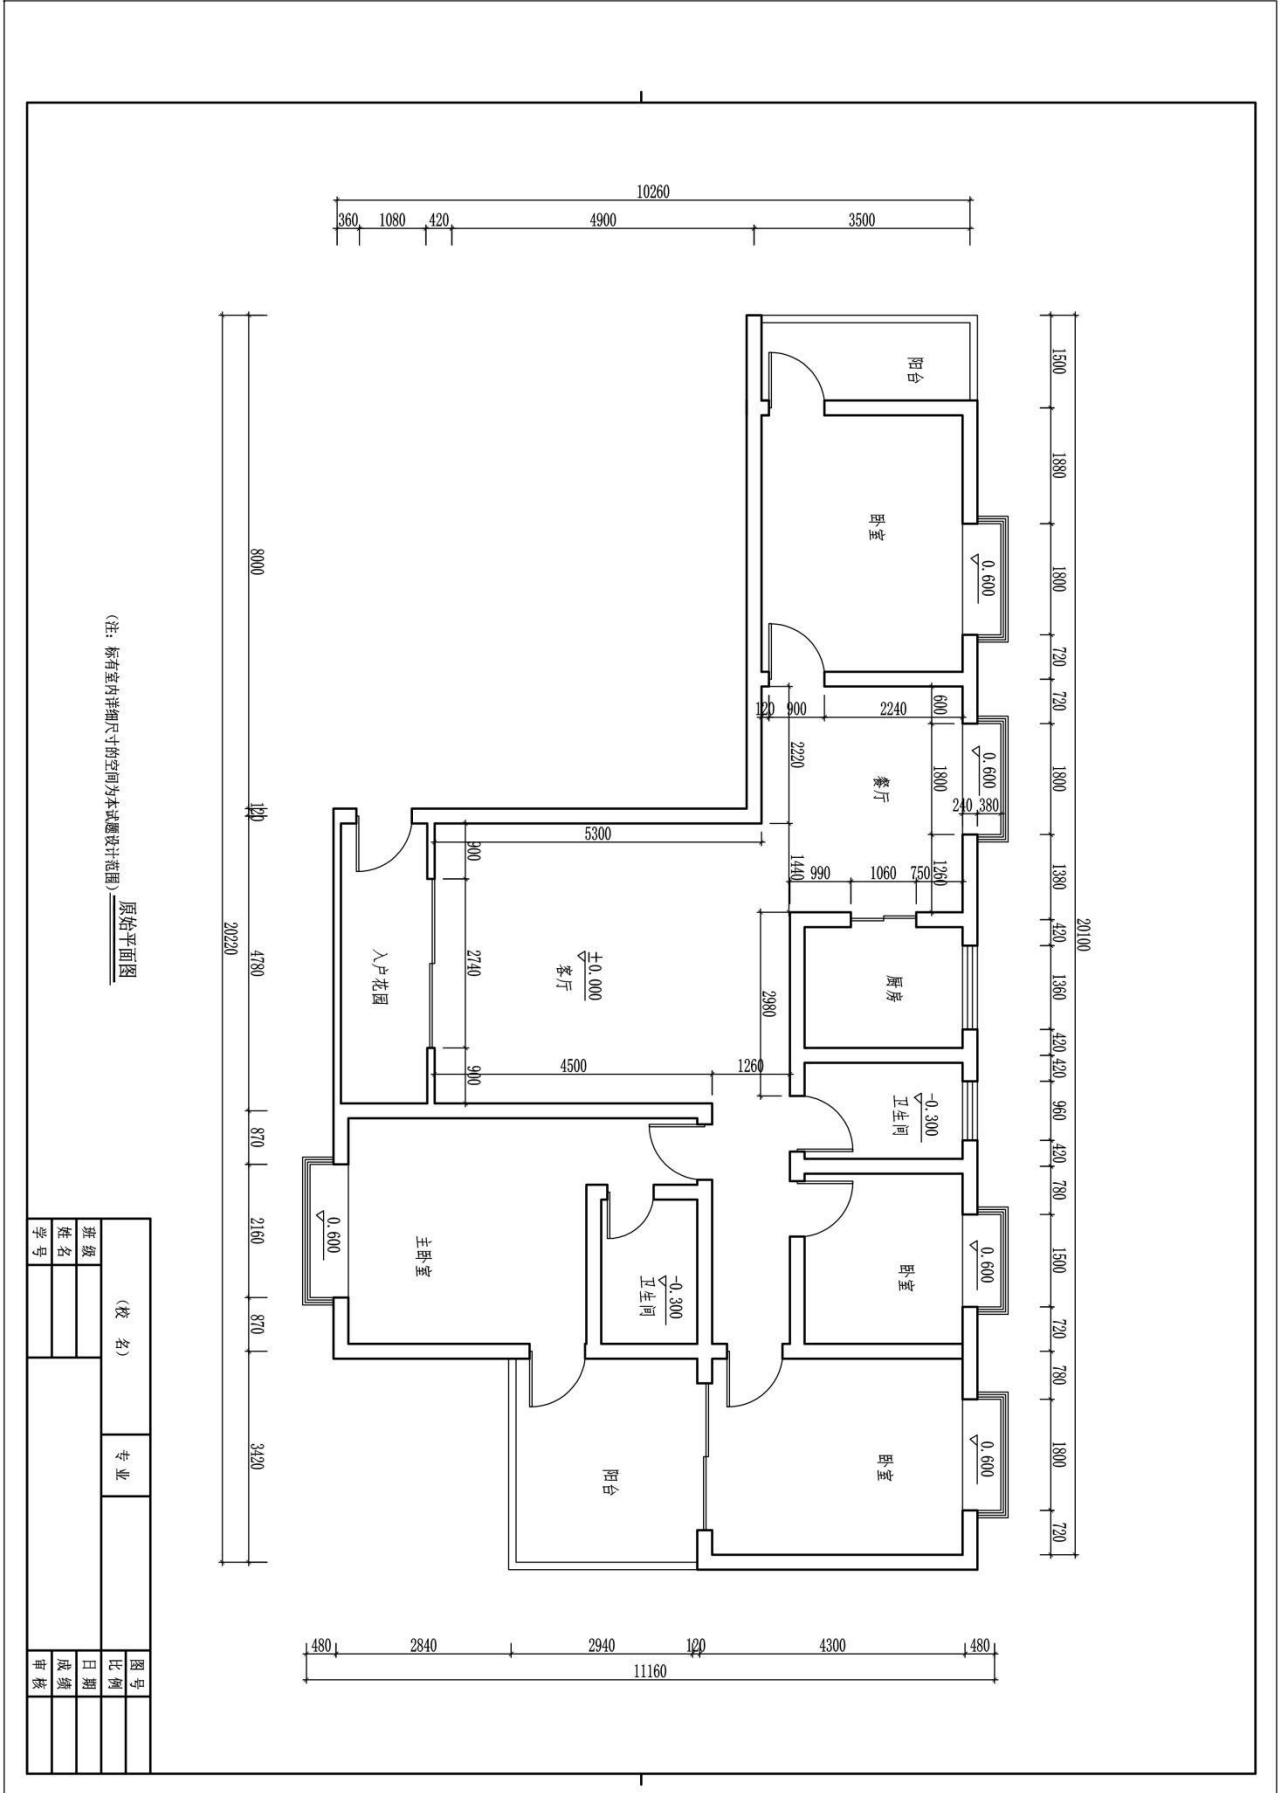 20100
1500
1880
1800
720
720
1800
1380
420
1360
420
420
960
420
780
1500
720
780
1800
720
10260
3500
4900
420
1080
360
阳台
卧室
0.600
0.600
240
380
600
1800
1260
2240
900
120
2220
1440
餐厅
750
1060
990
厨房
-0.300
卫生间
0.600
卧室
0.600
卧室
2980
1260
4500
5300
±0.000
客厅
900
2740
900
入户花园
-0.300
卫生间
主卧室
0.600
阳台
480
4300
120
2940
2840
480
11160
8000
120
4780
870
2160
870
3420
20220
原始平面图
(注：标有室内详细尺寸的空间为本试题设计范围)
(校 名)
专业
图号
比例
班级
日期
姓名
成绩
学号
审核